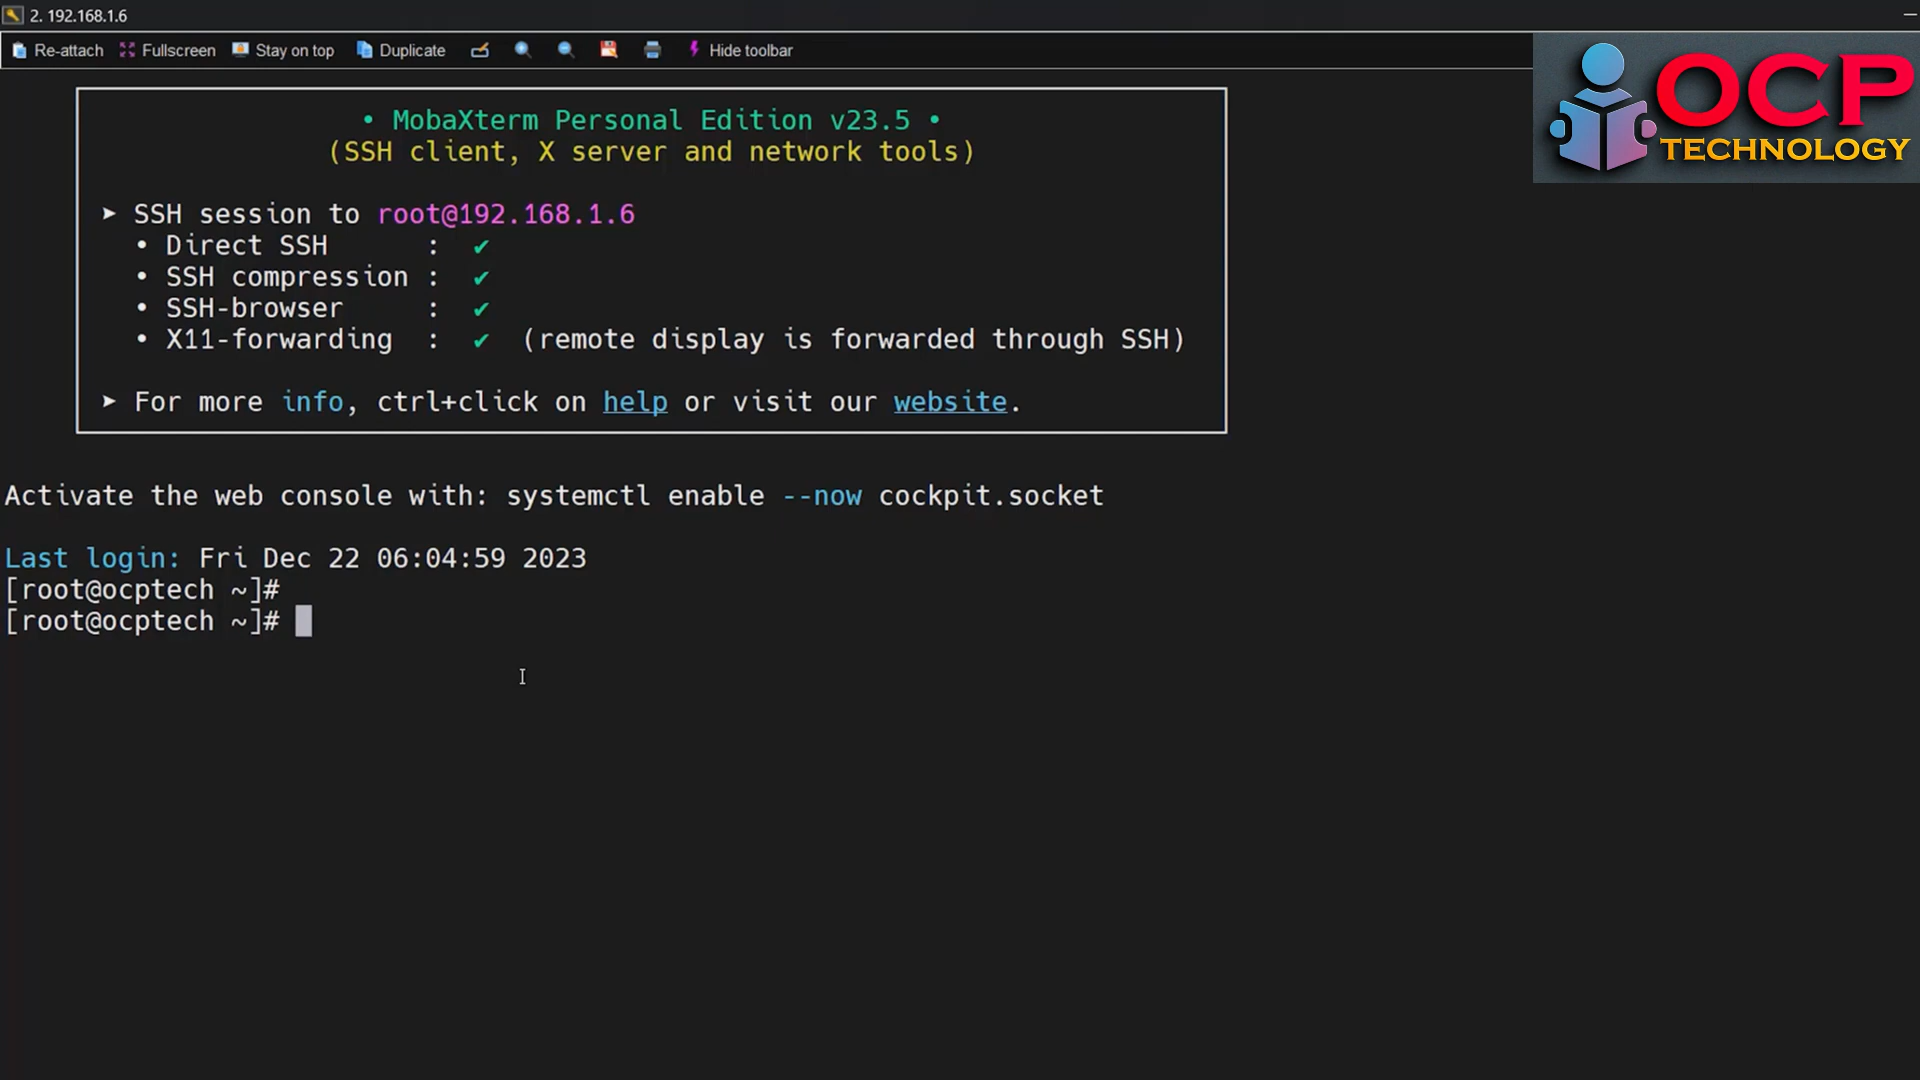 2. 192.168.1.6
Re-attach Fullscreen Stay on top Duplicate Hide toolbar
OCP
TECHNOLOGY
• MobaXterm Personal Edition v23.5 •
(SSH client, X server and network tools)
➤ SSH session to root@192.168.1.6
• Direct SSH : ✔
• SSH compression : ✔
• SSH-browser : ✔
• X11-forwarding : ✔ (remote display is forwarded through SSH)
➤ For more info, ctrl+click on help or visit our website.
Activate the web console with: systemctl enable --now cockpit.socket
Last login: Fri Dec 22 06:04:59 2023
[root@ocptech ~]#
[root@ocptech ~]#